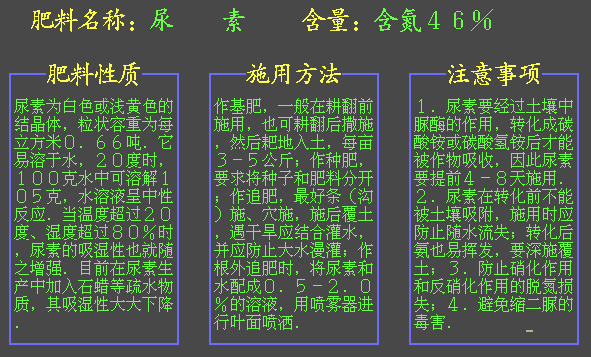 肥料名称：尿 素 含量：含氮46%
肥料性质
尿素为白色或浅黄色的
结晶体，粒状容重为每
立方米0．66吨．它
易溶于水，20度时，
100克水中可溶解1
05克，水溶液呈中性
反应．当温度超过20
度、湿度超过80%时
，尿素的吸湿性也就随
之增强．目前在尿素生
产中加入石蜡等疏水物
质，其吸湿性大大下降
．
施用方法
作基肥，一般在耕翻前
施用，也可耕翻后撒施
，然后耙地入土，每亩
3－5公斤；作种肥，
要求将种子和肥料分开
；作追肥，最好条（沟
）施、穴施，施后覆土
，遇干旱应结合灌水，
并应防止大水漫灌；作
根外追肥时，将尿素和
水配成0．5－2．0
%的溶液，用喷雾器进
行叶面喷洒．
注意事项
1．尿素要经过土壤中
脲酶的作用，转化成碳
酸铵或碳酸氢铵后才能
被作物吸收，因此尿素
要提前4－8天施用．
2．尿素在转化前不能
被土壤吸附，施用时应
防止随水流失；转化后
氨也易挥发，要深施覆
土；3．防止硝化作用
和反硝化作用的脱氮损
失；4．避免缩二脲的
毒害．